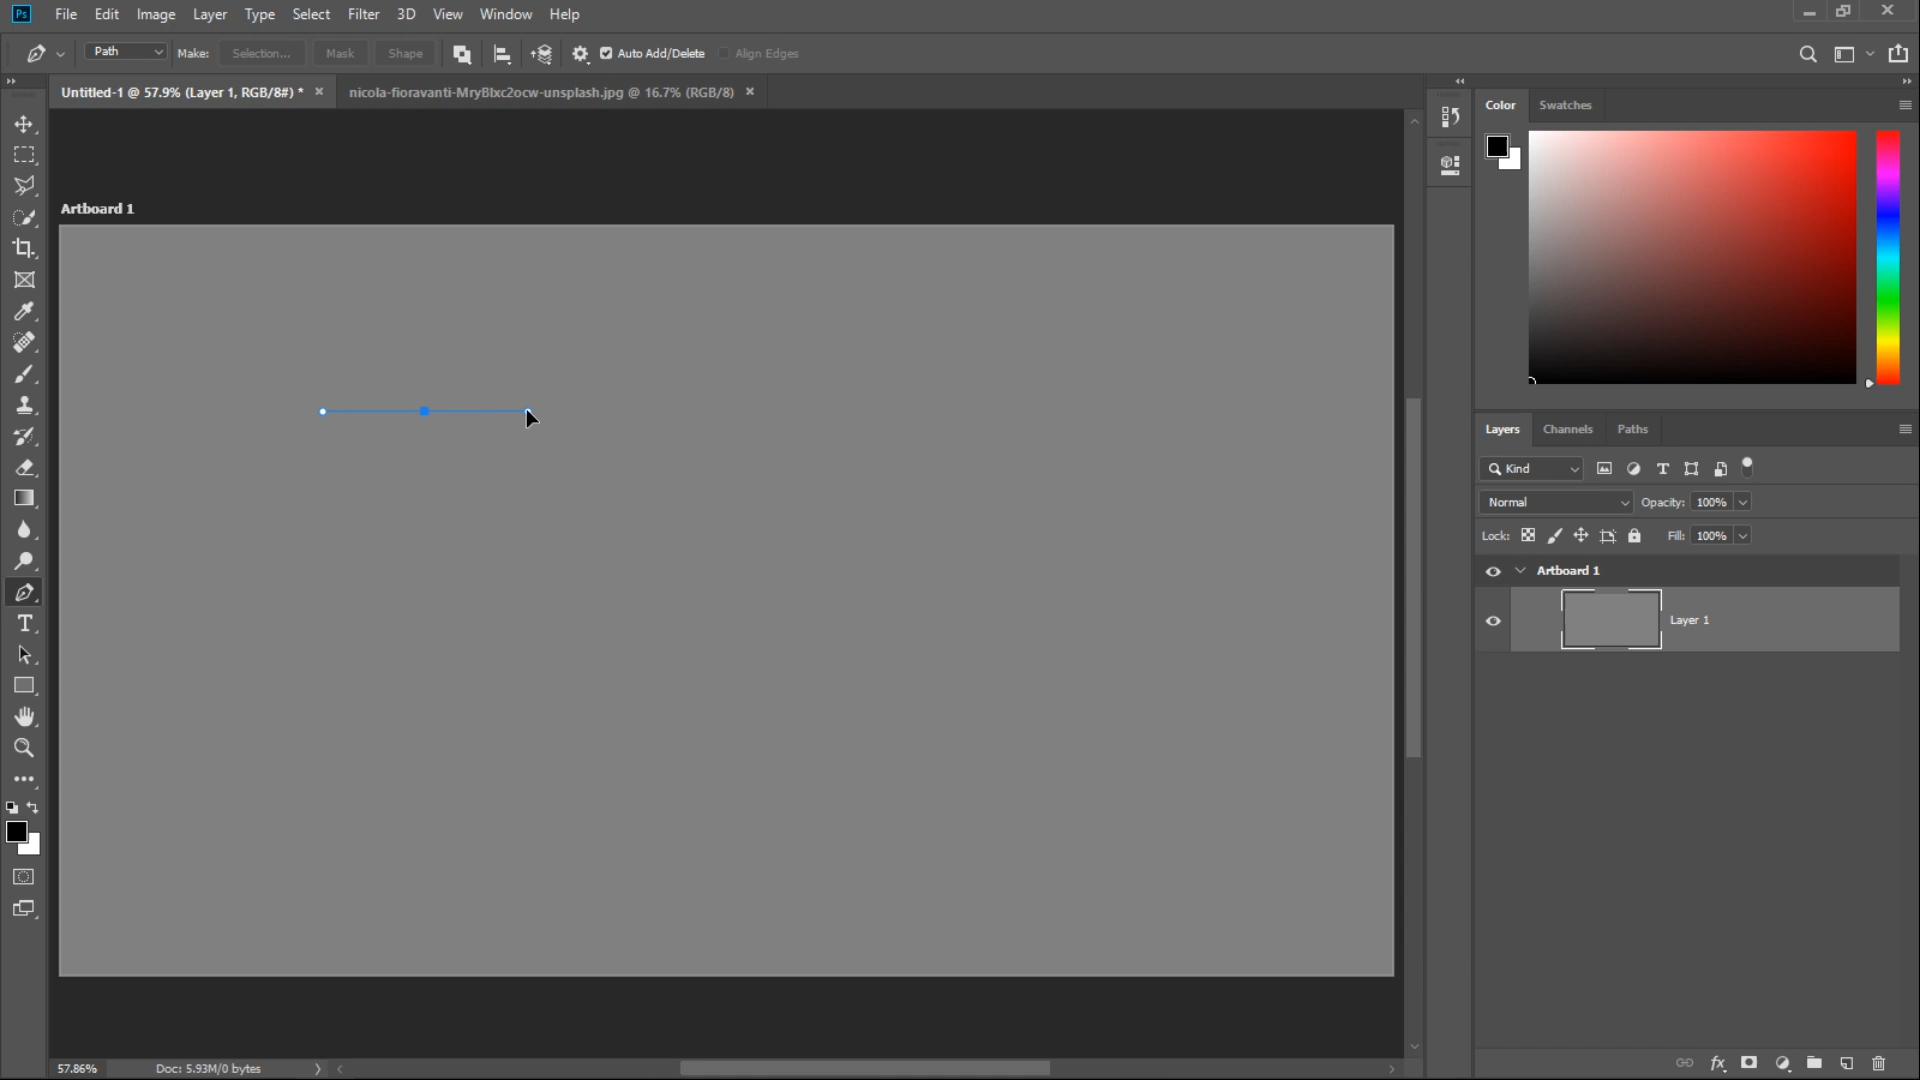 Ps File Edit Image Layer Type Select Filter 3D View Window Help
Path Make: Selection... Mask Shape Auto Add/Delete Align Edges
Untitled-1 @ 57.9% (Layer 1, RGB/8#) * × nicola-fioravanti-MryBlxc2ocw-unsplash.jpg @ 16.7% (RGB/8) ×
Color Swatches
Artboard 1
Layers Channels Paths
Kind
Normal Opacity: 100%
Lock: Fill: 100%
Artboard 1
Layer 1
57.86% Doc: 5.93M/0 bytes
fx